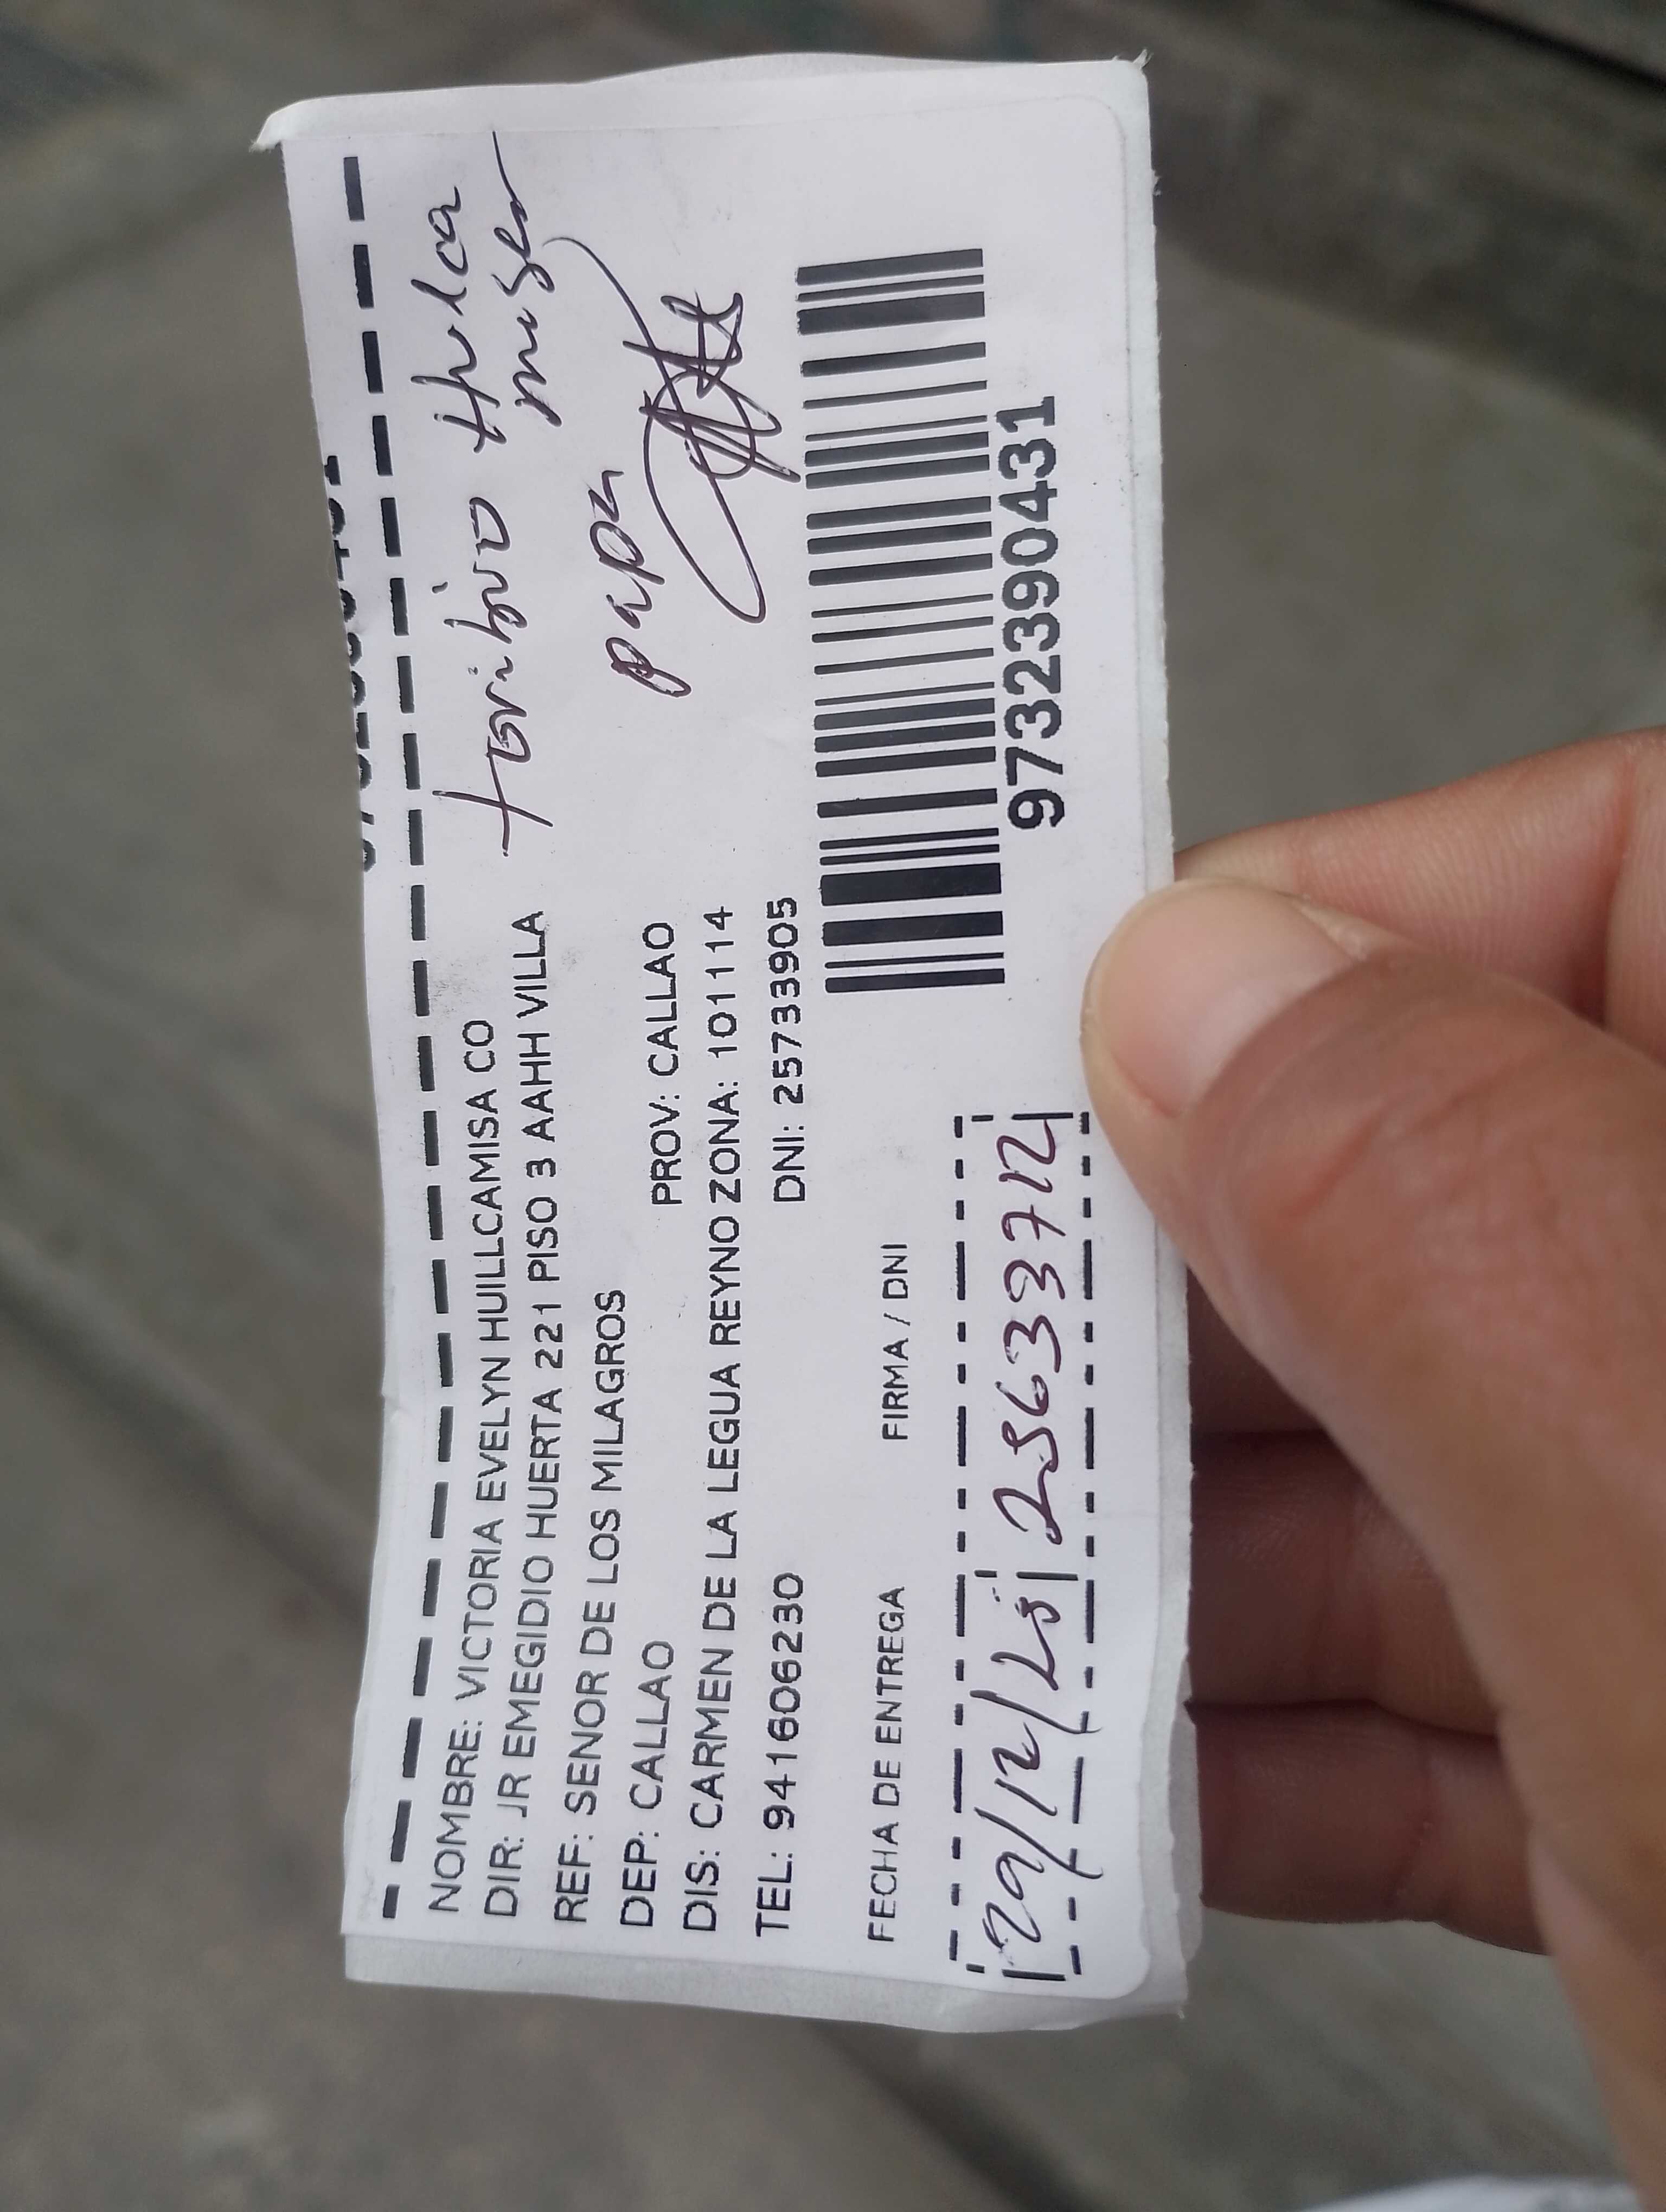 NOMBRE: VICTORIA EVELYN HUILLCAMISA CO
DIR: JR EMEGIDIO HUERTA 221 PISO 3 AAHH VILLA
REF: SENOR DE LOS MILAGROS
DEP: CALLAO PROV: CALLAO
DIS: CARMEN DE LA LEGUA REYNO ZONA: 101114
TEL: 941606230 DNI: 25733905
toribio Hulca
papa
FECHA DE ENTREGA FIRMA / DNI
29/12/25 25633712
9732390431